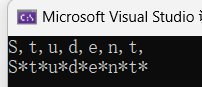 Microsoft Visual Studio
S, t, u, d, e, n, t,
S*t*u*d*e*n*t*